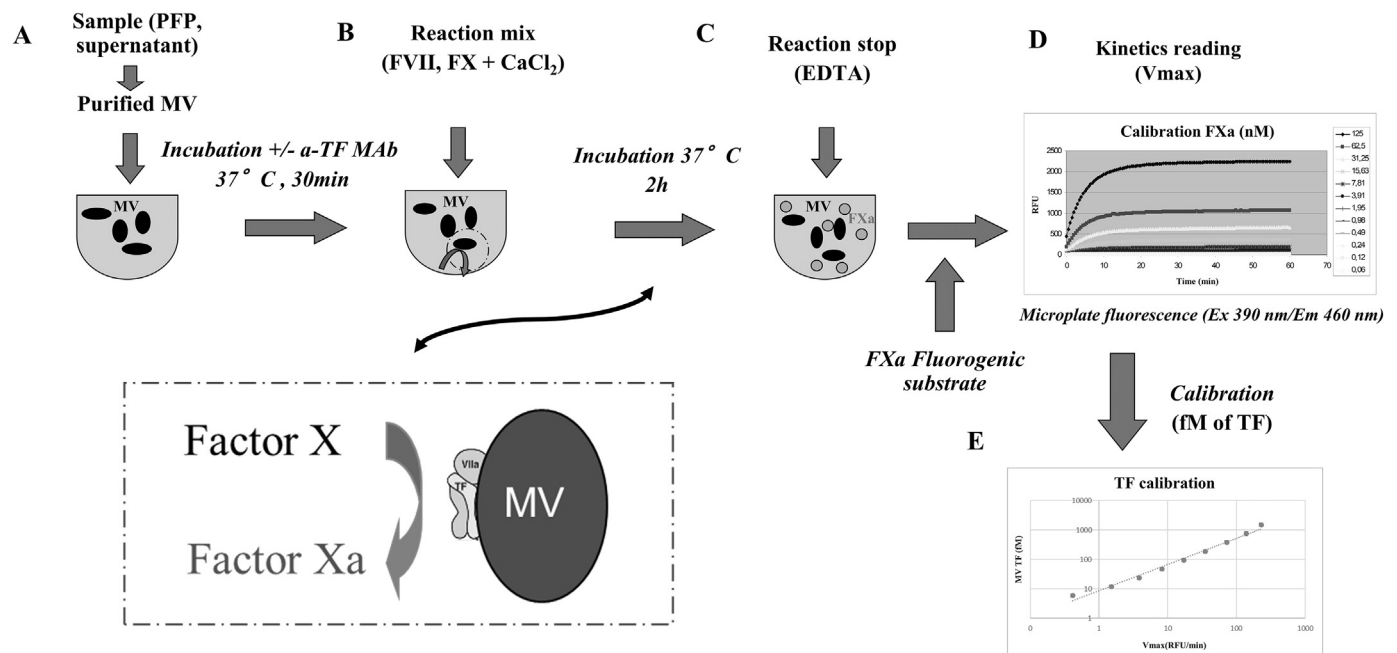 A
Sample (PFP,
supernatant)
Purified MV
MV
Incubation +/- a-TF MAb
37° C , 30min
B
Reaction mix
(FVII, FX + CaCl₂)
MV
Incubation 37° C
2h
C
Reaction stop
(EDTA)
MV
FXa
FXa Fluorogenic
substrate
D
Kinetics reading
(Vmax)
Calibration FXa (nM)
RFU
2500
2000
1500
1000
500
0
0 10 20 30 40 50 60 70
Time (min)
125
62,5
31,25
15,63
7,81
3,91
1,95
0,98
0,49
0,24
0,12
0,06
Microplate fluorescence (Ex 390 nm/Em 460 nm)
Calibration
(fM of TF)
Factor X
Factor Xa
VIIa
TF
MV
E
TF calibration
MV TF (fM)
10000
1000
100
10
1
0 1 10 100 1000
Vmax(RFU/min)